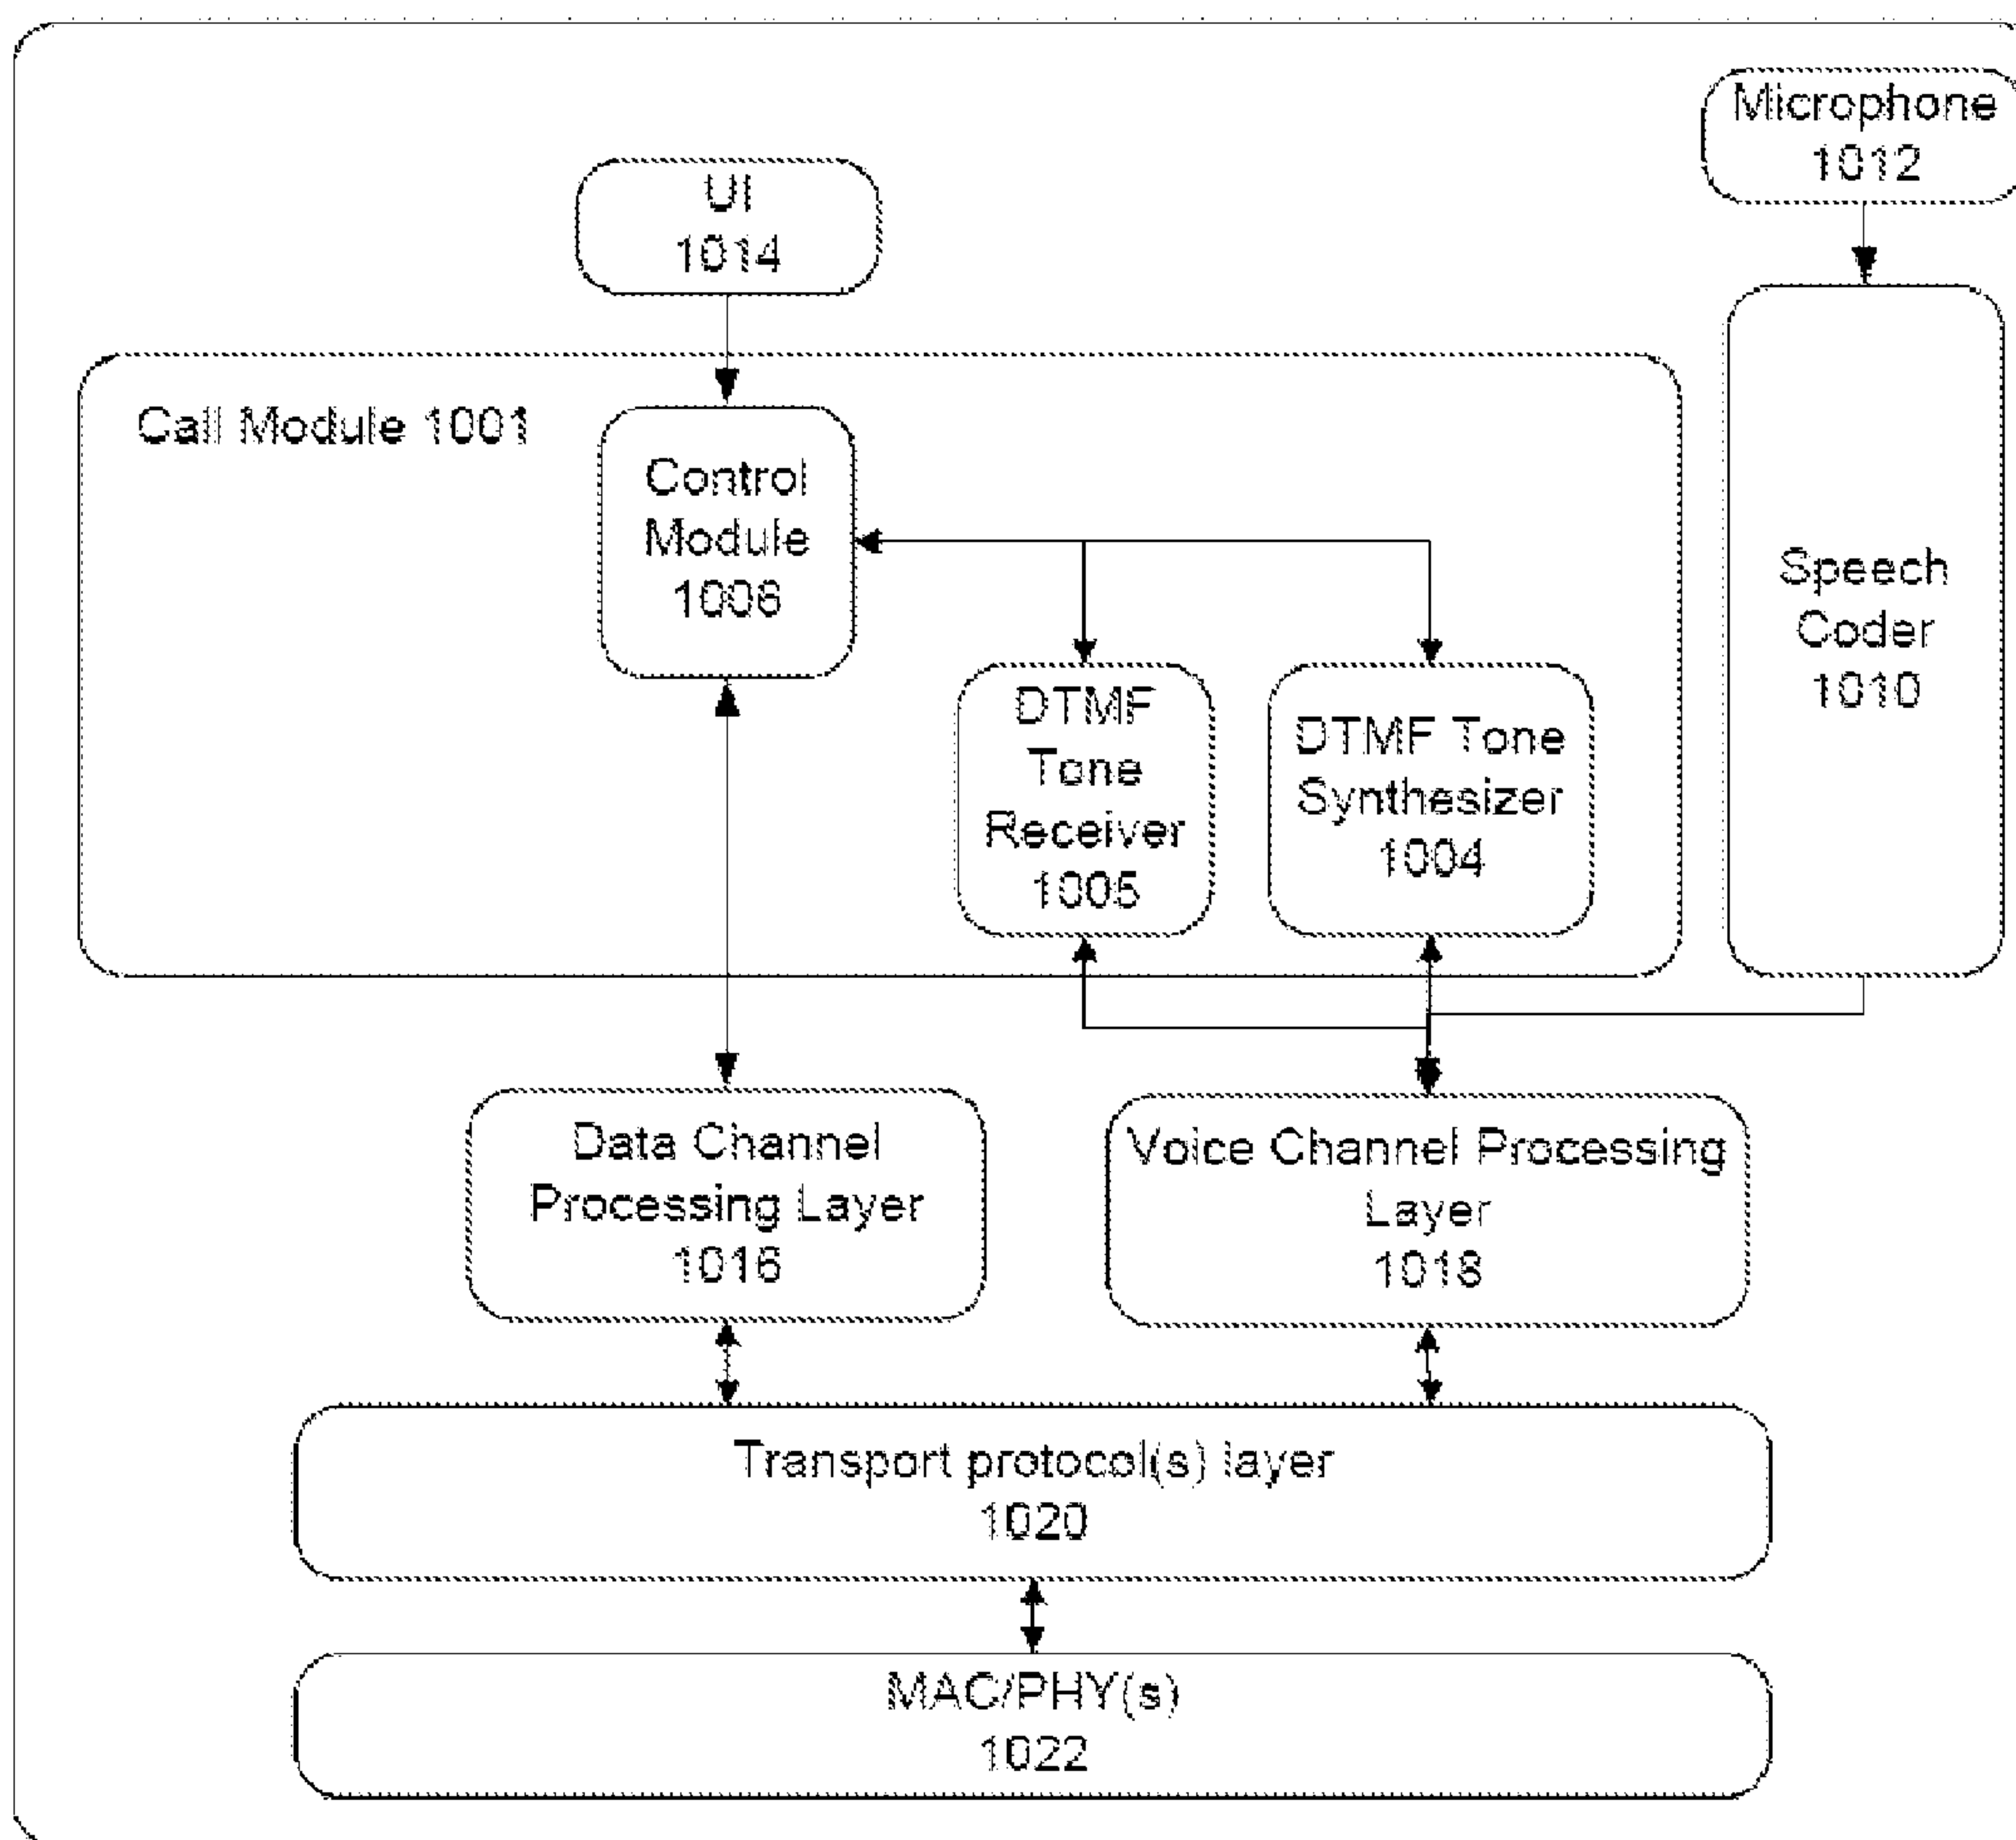 Microphone
1012
UI
1014
Call Module 1001
Control
Module
1006
Speech
Coder
1010
DTMF
Tone
Receiver
1005
DTMF Tone
Synthesizer
1004
Data Channel
Processing Layer
1016
Voice Channel Processing
Layer
1018
Transport protocol(s) layer
1020
MAC/PHY(s)
1022